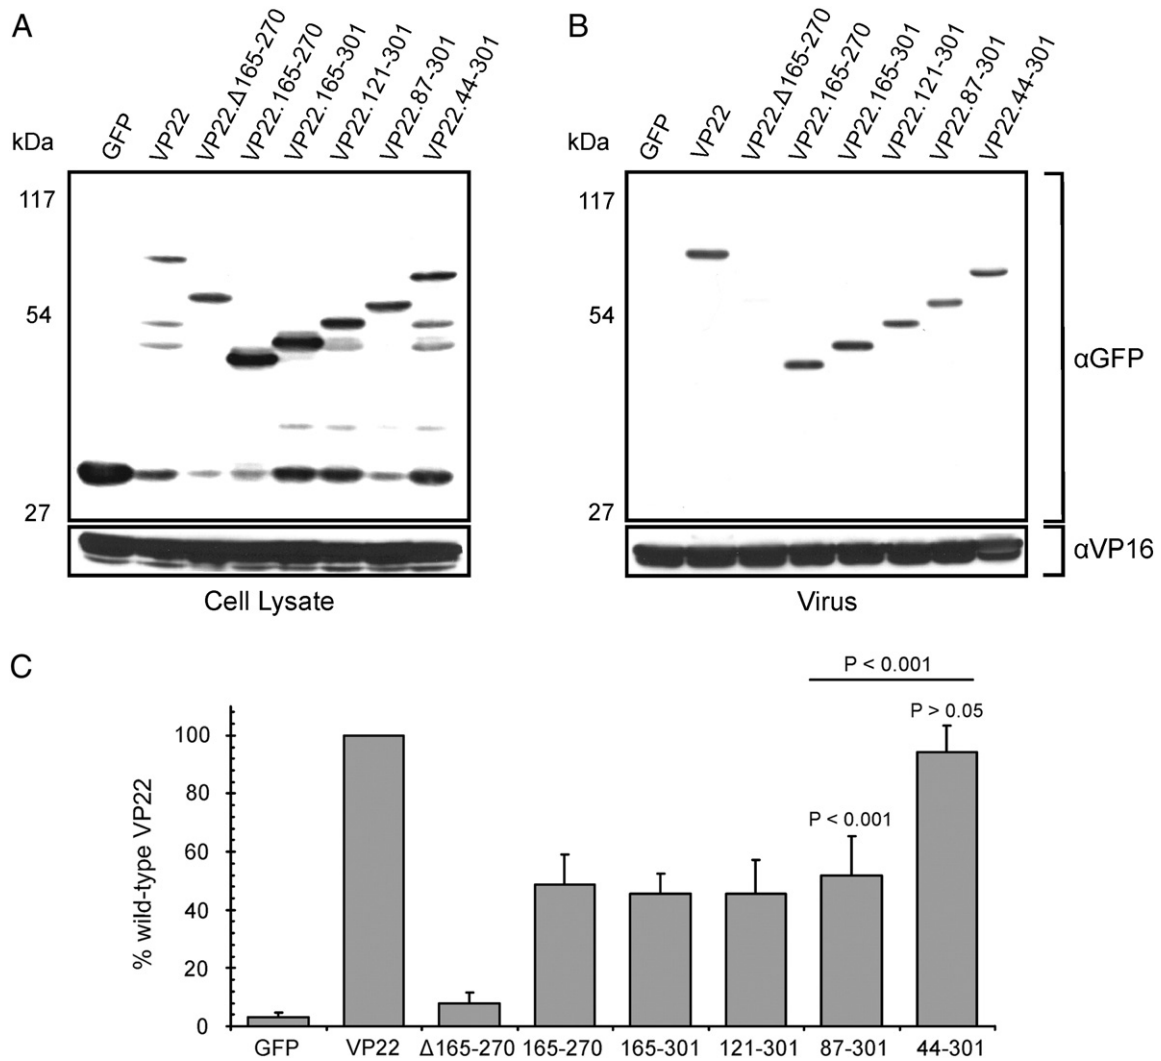 A
GFP
VP22
VP22.Δ165-270
VP22.165-270
VP22.165-301
VP22.121-301
VP22.87-301
VP22.44-301
kDa
117
54
27
Cell Lysate
B
GFP
VP22
VP22.Δ165-270
VP22.165-270
VP22.165-301
VP22.121-301
VP22.87-301
VP22.44-301
kDa
117
54
27
αGFP
αVP16
Virus
C
P < 0.001
P > 0.05
P < 0.001
% wild-type VP22
100
80
60
40
20
0
GFP VP22 Δ165-270 165-270 165-301 121-301 87-301 44-301